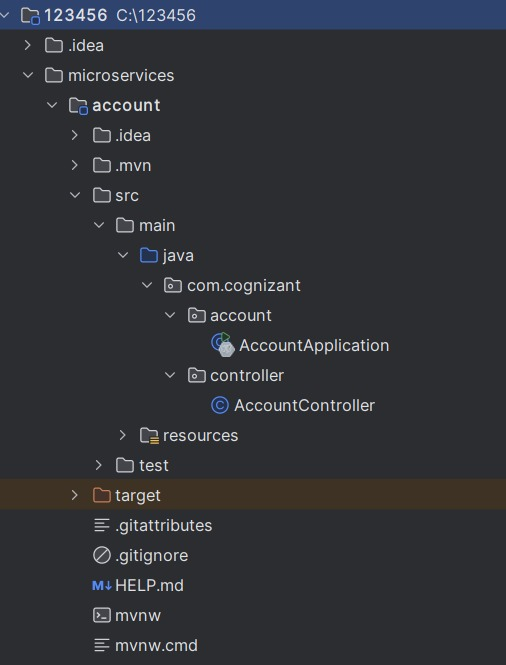 123456 C:\123456
.idea
microservices
account
.idea
.mvn
src
main
java
com.cognizant
account
AccountApplication
controller
AccountController
resources
test
target
.gitattributes
.gitignore
M↓ HELP.md
mvnw
mvnw.cmd